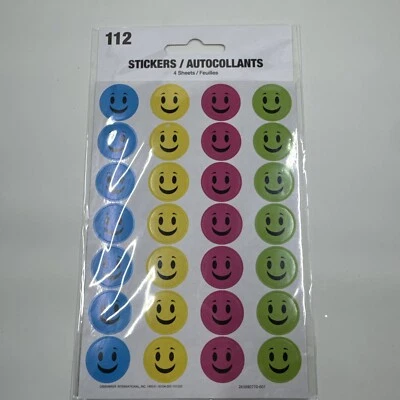 112
STICKERS / AUTOCOLLANTS
4 Sheets / Feuilles